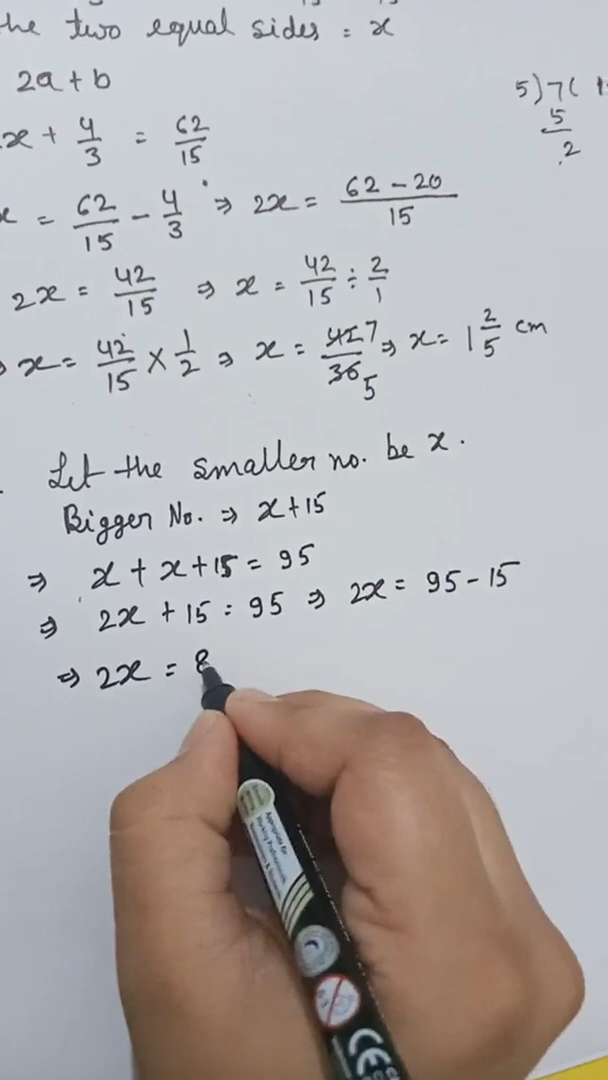 the two equal sides = x
2a + b
x + 4/3 = 62/15
5)7(
5
2
x = 62/15 - 4/3 ⇒ 2x = 62-20/15
2x = 42/15 ⇒ x = 42/15 ÷ 2/1
x = 42/15 × 1/2 ⇒ x = 42 7/30 5 ⇒ x = 1 2/5 cm
Let the smaller no. be x.
Bigger No. ⇒ x+15
⇒ x + x + 15 = 95
⇒ 2x + 15 = 95 ⇒ 2x = 95 - 15
⇒ 2x = 8
CE